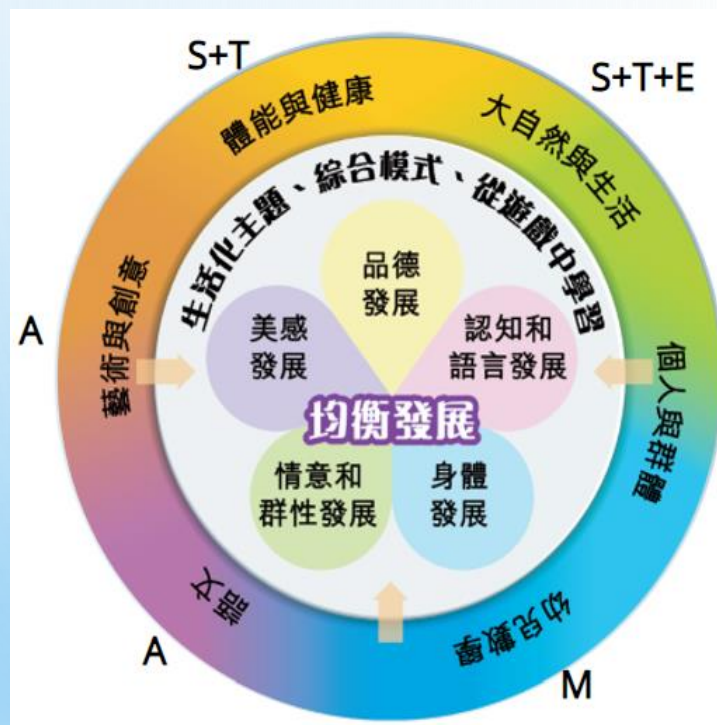 S+T
S+T+E
體能與健康
大自然與生活
生活化主題、綜合模式、從遊戲中學習
品德
發展
A
藝術與創意
美感
發展
認知和
語言發展
個人與群體
均衡發展
情意和
群性發展
身體
發展
語文
幼兒數學
A
M